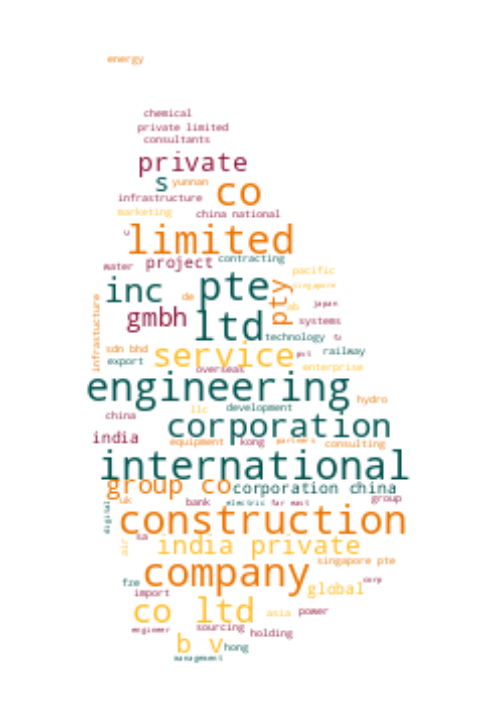 energy
chemical
private limited
consultants
private
s yunnan co
infrastructure
marketing china national
u
limited
contracting
water project
pacific
inc pte singapore
de pty ab japan
infrastucture
gmbh ltd systems
technology
sdn bhd service pvt railway
export
overseas enterprise
engineering
hydro
llc development
china corporation
india equipment kong partners consulting
international
group co corporation china
uk bank electric far east group
digital
construction
sa
air india private
company singapore pte
fze corp
import global
co ltd asia power
engineer sourcing holding
b v hong
management